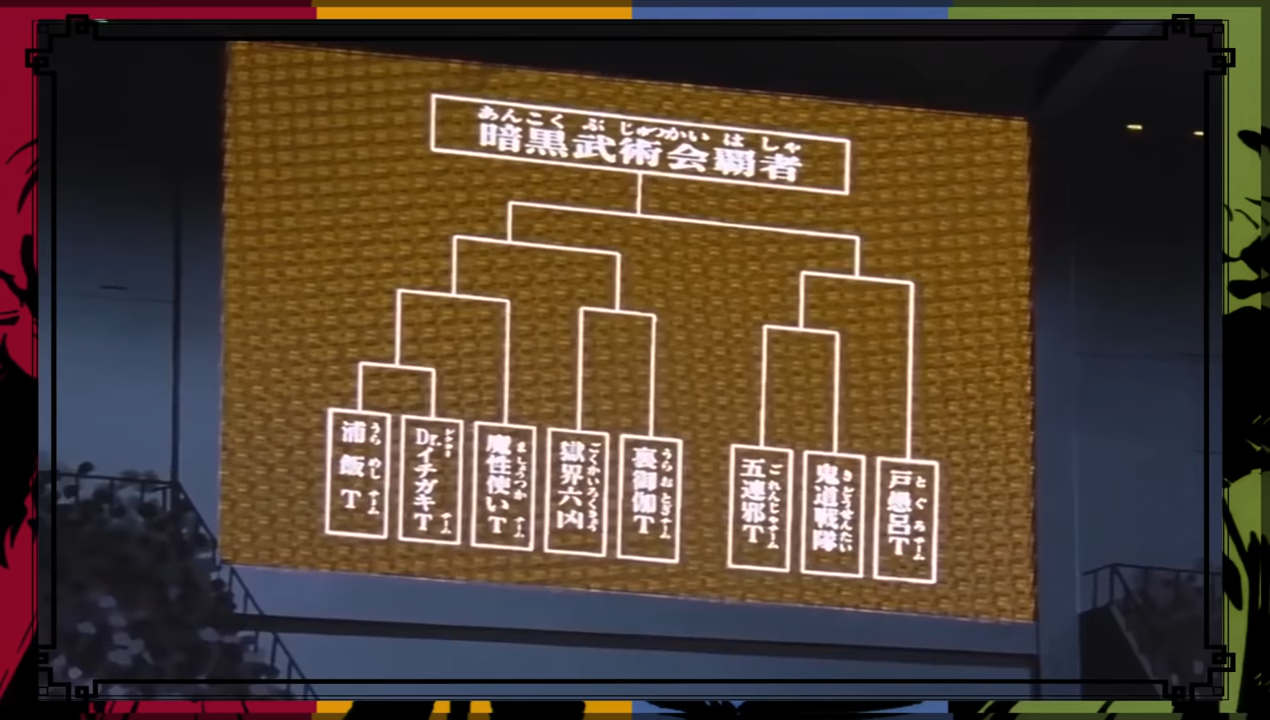 あんこく ぶ じゅつかい は しゃ
暗黒武術会覇者
浦飯T
うらめしチーム
Dr.イチガキT
ドクター チーム
魔性使いT
ましょうつか チーム
獄界六凶
ごくかいろくきょう
裏御伽T
うらおとぎチーム
五連邪T
ごれんじゃチーム
鬼道戦隊
きどうせんたい
戸愚呂T
とぐろチーム